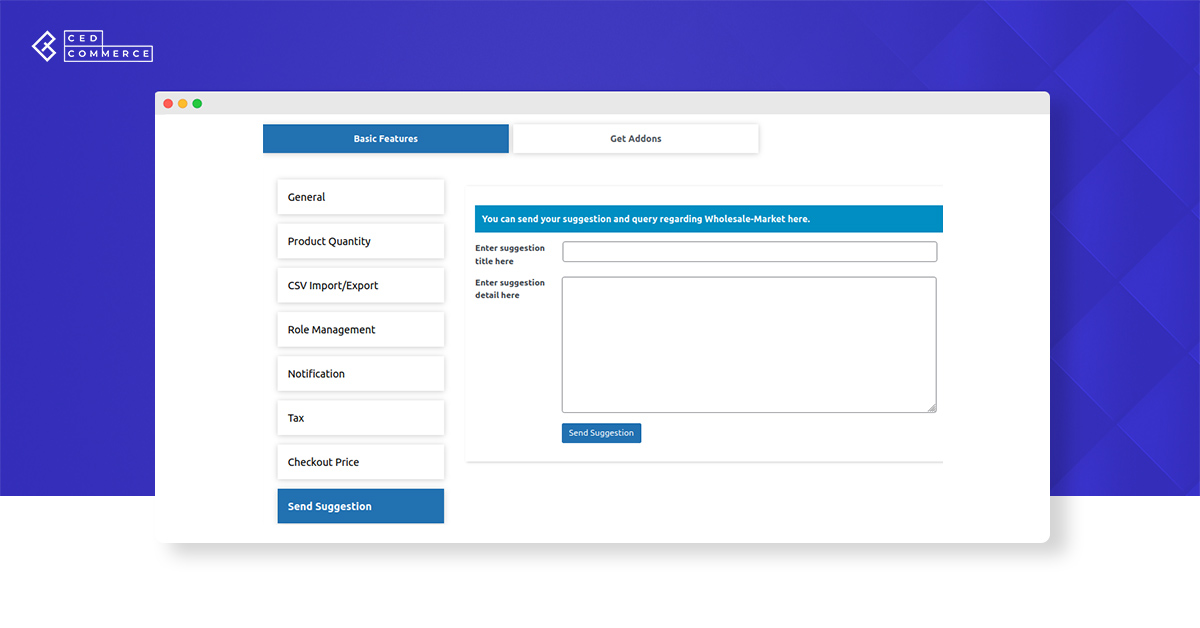 CED
COMMERCE
Basic Features
Get Addons
General
Product Quantity
CSV Import/Export
Role Management
Notification
Tax
Checkout Price
Send Suggestion
You can send your suggestion and query regarding Wholesale-Market here.
Enter suggestion
title here
Enter suggestion
detail here
Send Suggestion